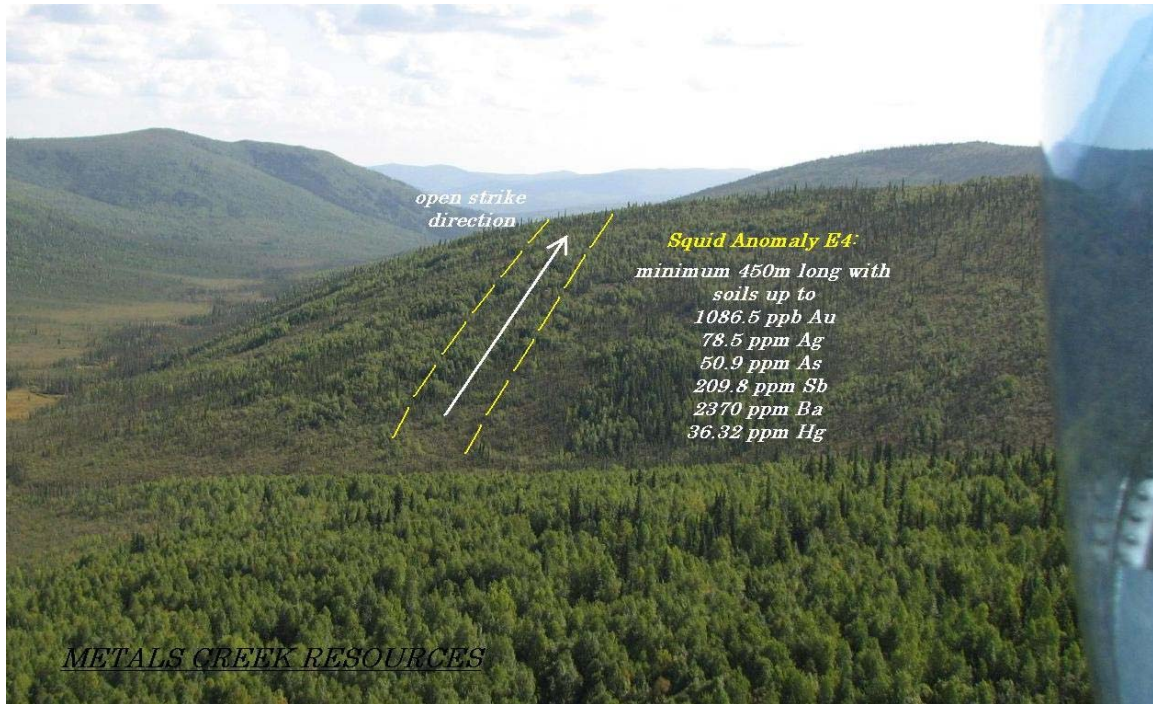 open strike
direction
Squid Anomaly E4:
minimum 450m long with
soils up to
1086.5 ppb Au
78.5 ppm Ag
50.9 ppm As
209.8 ppm Sb
2370 ppm Ba
36.32 ppm Hg
METALS CREEK RESOURCES